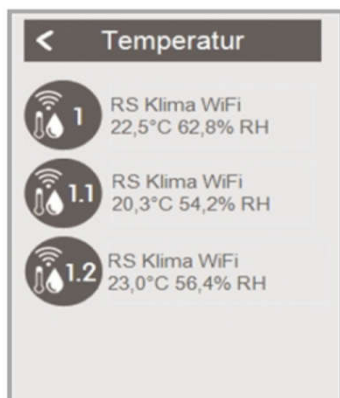 Temperatur
1
RS Klima WiFi
22,5°C 62,8% RH
1.1
RS Klima WiFi
20,3°C 54,2% RH
1.2
RS Klima WiFi
23,0°C 56,4% RH